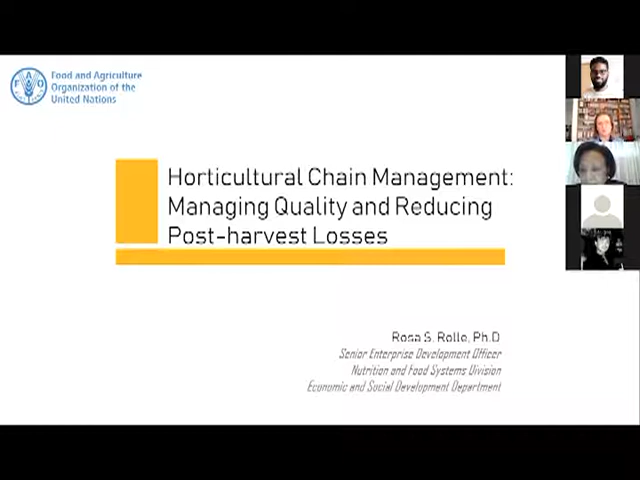 Food and Agriculture
Organization of the
United Nations
Horticultural Chain Management:
Managing Quality and Reducing
Post-harvest Losses
Rosa S. Rolle, Ph.D
Senior Enterprise Development Officer
Nutrition and Food Systems Division
Economic and Social Development Department